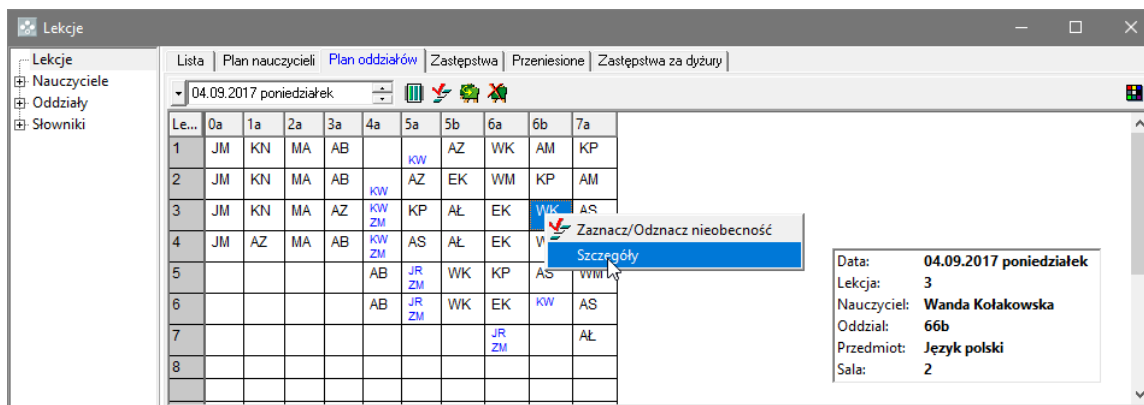 Lekcje
Lekcje
Nauczyciele
Oddziały
Słowniki
Lista Plan nauczycieli Plan oddziałów Zastępstwa Przeniesione Zastępstwa za dyżury
04.09.2017 poniedziałek
Le... 0a 1a 2a 3a 4a 5a 5b 6a 6b 7a
1 JM KN MA AB KW AZ WK AM KP
2 JM KN MA AB KW AZ EK WM KP AM
3 JM KN MA AZ KW ZM KP AŁ EK WK AS
4 JM AZ MA AB KW ZM AS AŁ EK
5 AB JR ZM WK KP AS WM
6 AB JR ZM WK EK KW AS
7 JR ZM AŁ
8
Zaznacz/Odznacz nieobecność
Szczegóły
Data: 04.09.2017 poniedziałek
Lekcja: 3
Nauczyciel: Wanda Kołakowska
Oddział: 66b
Przedmiot: Język polski
Sala: 2